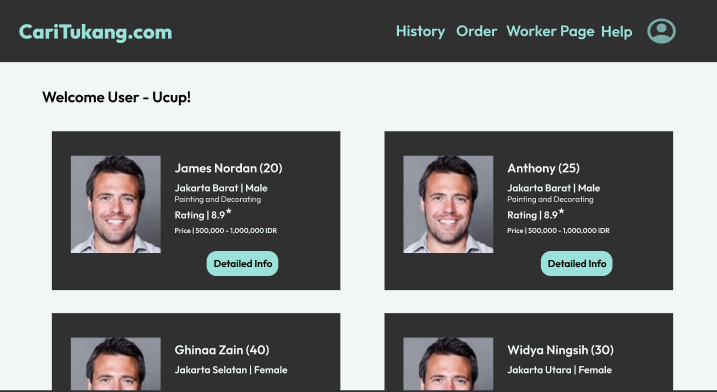 CariTukang.com
History Order Worker Page Help
Welcome User - Ucup!
James Nordan (20)
Jakarta Barat | Male
Painting and Decorating
Rating | 8.9★
Price | 500,000 - 1,000,000 IDR
Detailed Info
Anthony (25)
Jakarta Barat | Male
Painting and Decorating
Rating | 8.9★
Price | 500,000 - 1,000,000 IDR
Detailed Info
Ghinaa Zain (40)
Jakarta Selatan | Female
Widya Ningsih (30)
Jakarta Utara | Female